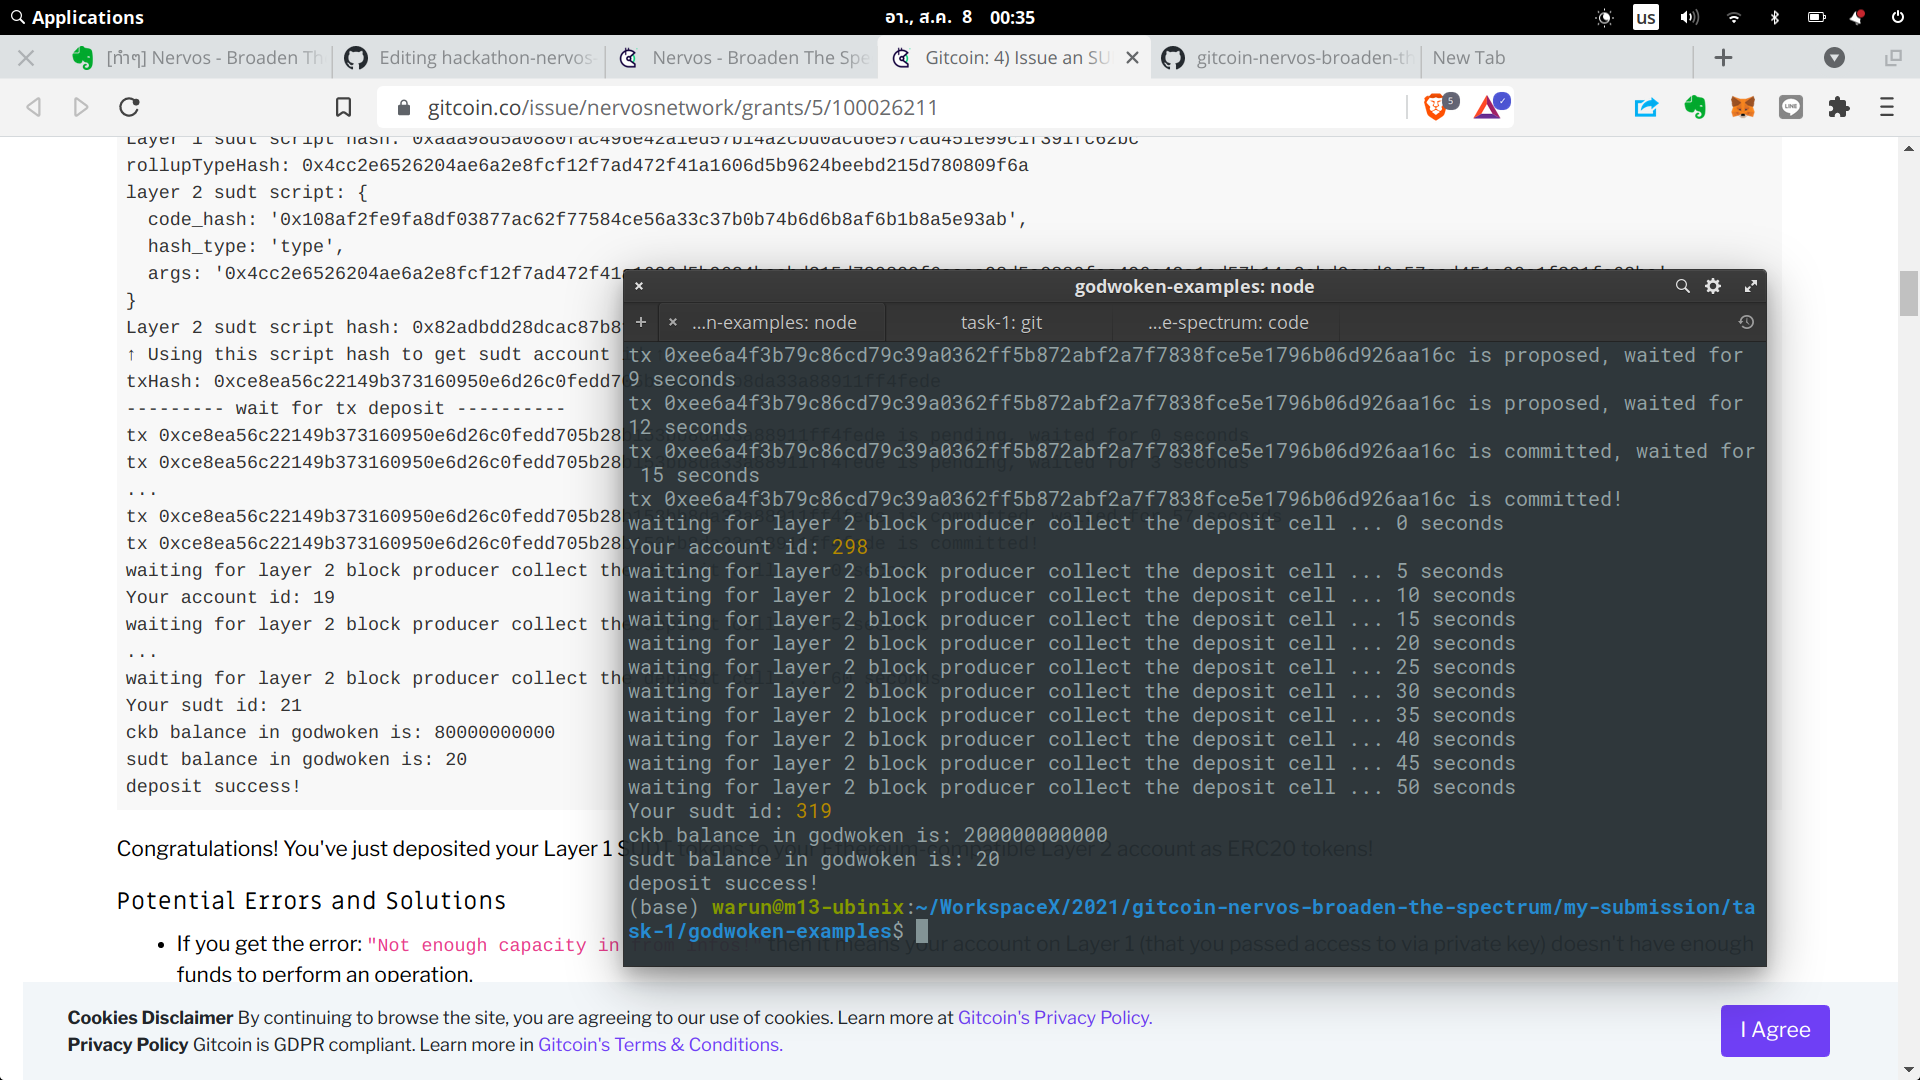 Applications
อา., ส.ค. 8 00:35
us
[ทำๆ] Nervos - Broaden Th
Editing hackathon-nervos-
Nervos - Broaden The Spe
Gitcoin: 4) Issue an SU
gitcoin-nervos-broaden-th
New Tab
gitcoin.co/issue/nervosnetwork/grants/5/100026211
5
LINE
rollupTypeHash: 0x4cc2e6526204ae6a2e8fcf12f7ad472f41a1606d5b9624beebd215d780809f6a
layer 2 sudt script: {
code_hash: '0x108af2fe9fa8df03877ac62f77584ce56a33c37b0b74b6d6b8af6b1b8a5e93ab',
hash_type: 'type',
args: '0x4cc2e6526204ae6a2e8fcf12f7ad472f41
}
Layer 2 sudt script hash: 0x82adbdd28dcac87b8
↑ Using this script hash to get sudt account
txHash: 0xce8ea56c22149b373160950e6d26c0fedd7
--------- wait for tx deposit ----------
tx 0xce8ea56c22149b373160950e6d26c0fedd705b28
tx 0xce8ea56c22149b373160950e6d26c0fedd705b28
...
tx 0xce8ea56c22149b373160950e6d26c0fedd705b28
tx 0xce8ea56c22149b373160950e6d26c0fedd705b28
waiting for layer 2 block producer collect the
Your account id: 19
waiting for layer 2 block producer collect the
...
waiting for layer 2 block producer collect the
Your sudt id: 21
ckb balance in godwoken is: 80000000000
sudt balance in godwoken is: 20
deposit success!
Congratulations! You've just deposited your Layer 1 SUDT tokens to your Ethereum-compatible Layer 2 account as ERC20 tokens!
Potential Errors and Solutions
• If you get the error: "Not enough capacity in from infos!" then it means your account on Layer 1 (that you passed access to via private key) doesn't have enough
funds to perform an operation.
godwoken-examples: node
...n-examples: node
task-1: git
...e-spectrum: code
tx 0xee6a4f3b79c86cd79c39a0362ff5b872abf2a7f7838fce5e1796b06d926aa16c is proposed, waited for
9 seconds
tx 0xee6a4f3b79c86cd79c39a0362ff5b872abf2a7f7838fce5e1796b06d926aa16c is proposed, waited for
12 seconds
tx 0xee6a4f3b79c86cd79c39a0362ff5b872abf2a7f7838fce5e1796b06d926aa16c is committed, waited for
15 seconds
tx 0xee6a4f3b79c86cd79c39a0362ff5b872abf2a7f7838fce5e1796b06d926aa16c is committed!
waiting for layer 2 block producer collect the deposit cell ... 0 seconds
Your account id: 298
waiting for layer 2 block producer collect the deposit cell ... 5 seconds
waiting for layer 2 block producer collect the deposit cell ... 10 seconds
waiting for layer 2 block producer collect the deposit cell ... 15 seconds
waiting for layer 2 block producer collect the deposit cell ... 20 seconds
waiting for layer 2 block producer collect the deposit cell ... 25 seconds
waiting for layer 2 block producer collect the deposit cell ... 30 seconds
waiting for layer 2 block producer collect the deposit cell ... 35 seconds
waiting for layer 2 block producer collect the deposit cell ... 40 seconds
waiting for layer 2 block producer collect the deposit cell ... 45 seconds
waiting for layer 2 block producer collect the deposit cell ... 50 seconds
Your sudt id: 319
ckb balance in godwoken is: 200000000000
sudt balance in godwoken is: 20
deposit success!
(base) warun@m13-ubinix:~/WorkspaceX/2021/gitcoin-nervos-broaden-the-spectrum/my-submission/ta
sk-1/godwoken-examples$
Cookies Disclaimer By continuing to browse the site, you are agreeing to our use of cookies. Learn more at Gitcoin's Privacy Policy.
Privacy Policy Gitcoin is GDPR compliant. Learn more in Gitcoin's Terms & Conditions.
I Agree